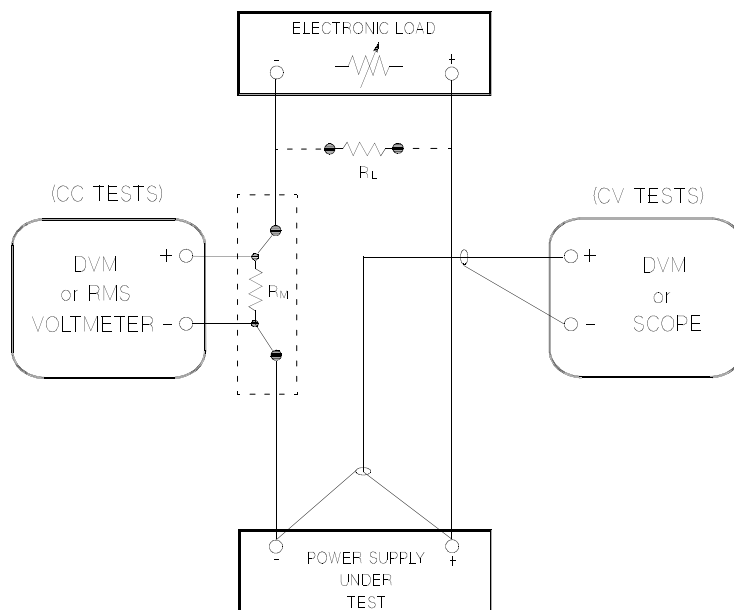 ELECTRONIC LOAD
- +
RL
(CC TESTS)
(CV TESTS)
+
DVM
or RMS
VOLTMETER
-
RM
+
DVM
or
SCOPE
-
- +
POWER SUPPLY
UNDER
TEST